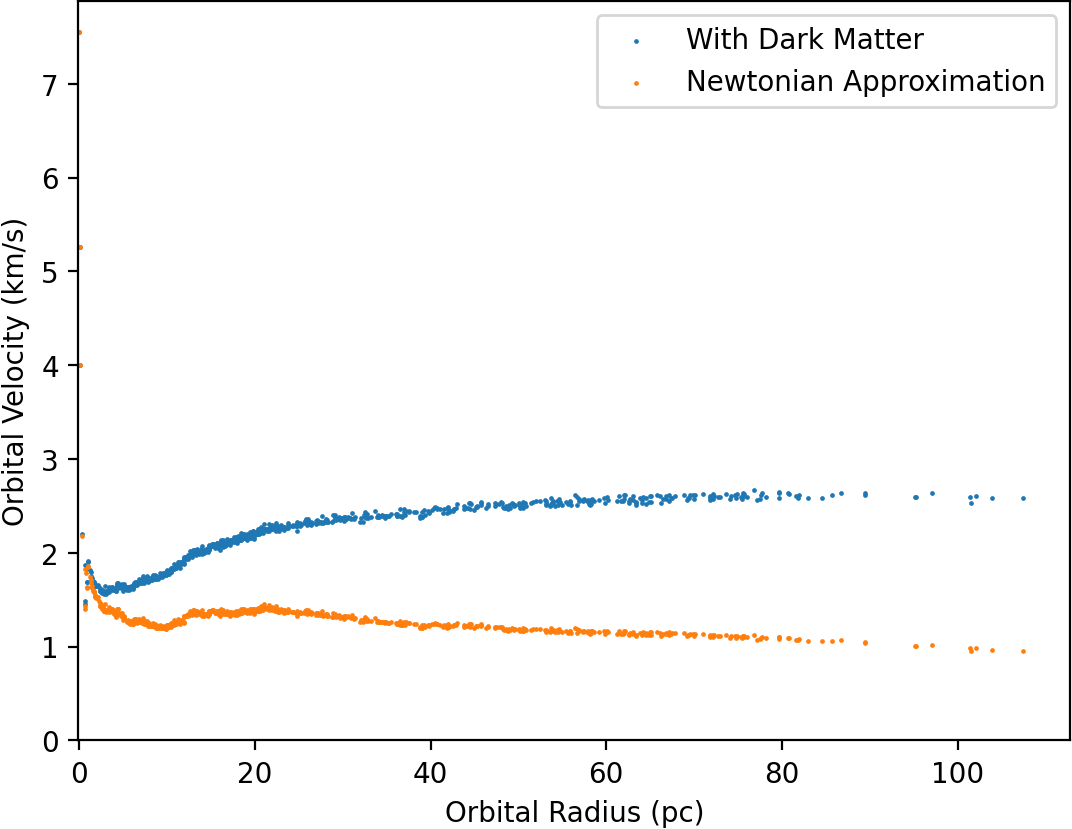 With Dark Matter
Newtonian Approximation
Orbital Velocity (km/s)
7
6
5
4
3
2
1
0
0 20 40 60 80 100
Orbital Radius (pc)